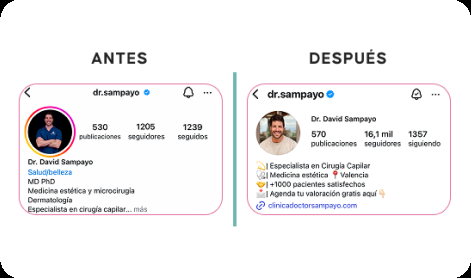 ANTES
dr.sampayo
530 1205 1239
publicaciones seguidores seguidos
Dr. David Sampayo
Salud/belleza
MD PhD
Medicina estética y microcirugía
Dermatología
Especialista en cirugía capilar... más
DESPUÉS
dr.sampayo
Dr. David Sampayo
570 16,1 mil 1357
publicaciones seguidores siguiendo
| Especialista en Cirugía Capilar
| Medicina estética 📍 Valencia
| +1000 pacientes satisfechos
| Agenda tu valoración gratis aquí 👇🏻
clinicadoctorsampayo.com